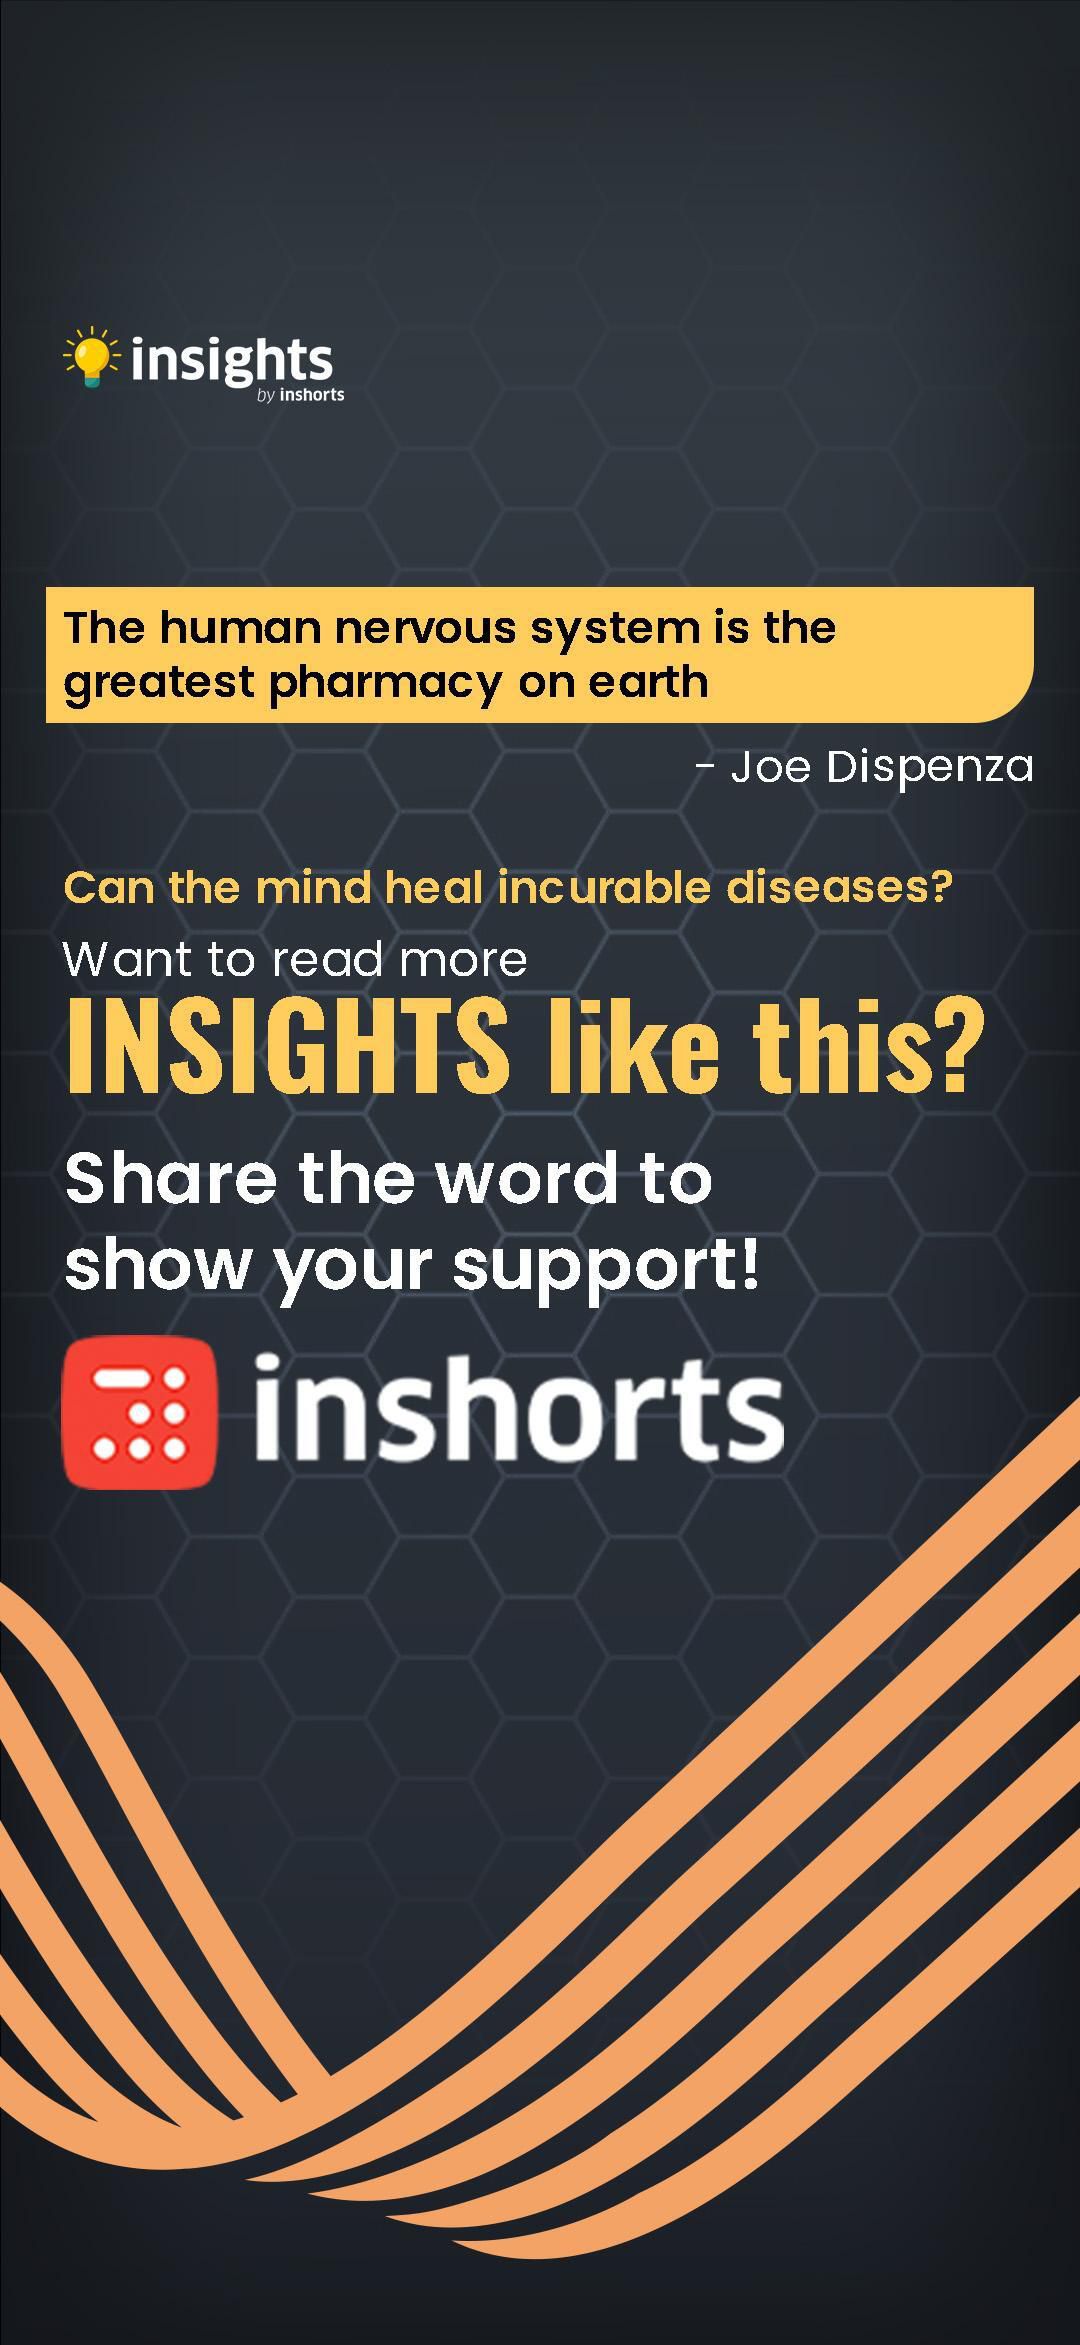 insights
by inshorts
The human nervous system is the
greatest pharmacy on earth
- Joe Dispenza
Can the mind heal incurable diseases?
Want to read more
INSIGHTS like this?
Share the word to
show your support!
inshorts